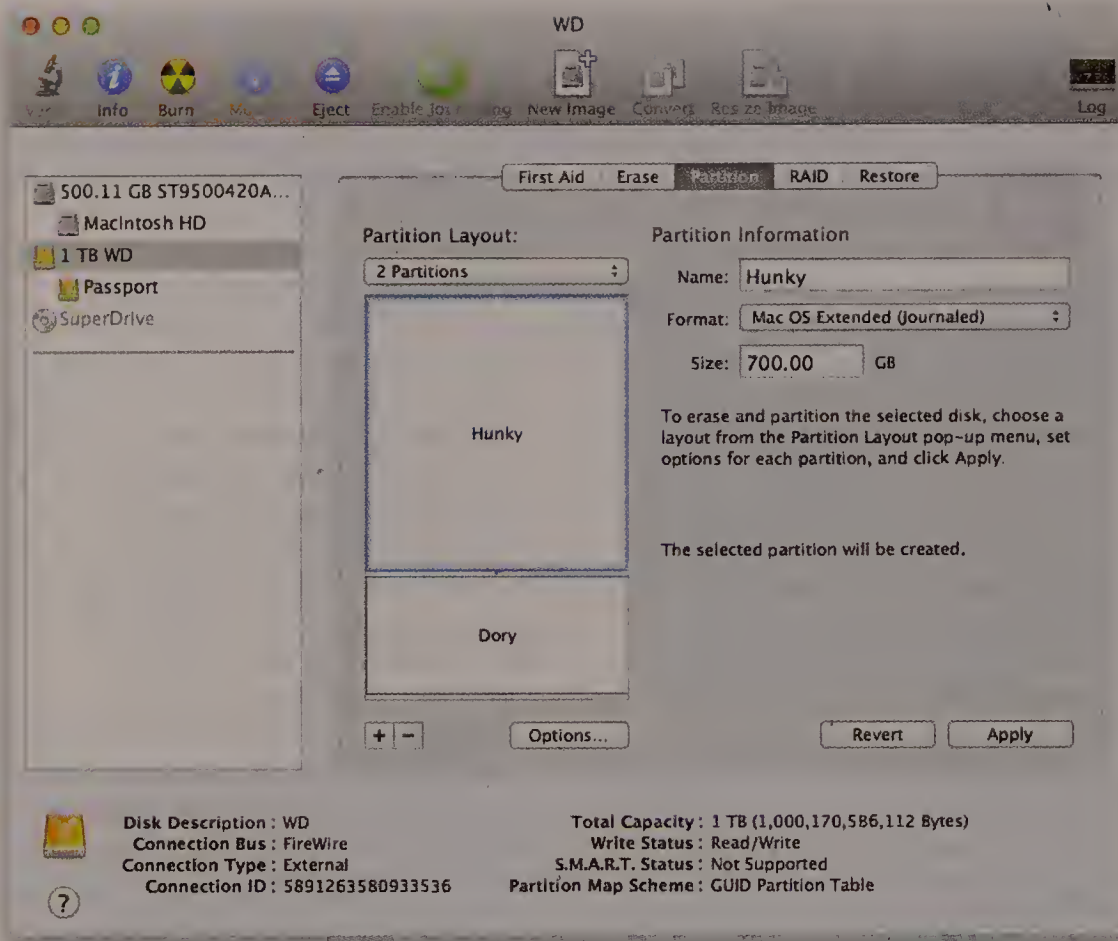 WD
Info Burn Eject New Image Convert Resize Image Log
First Aid Erase Partition RAID Restore
500.11 GB ST9500420A...
Macintosh HD
1 TB WD
Passport
SuperDrive
Partition Layout:
2 Partitions
Hunky
Dory
+ -
Options...
Partition Information
Name: Hunky
Format: Mac OS Extended (Journaled)
Size: 700.00 GB
To erase and partition the selected disk, choose a
layout from the Partition Layout pop-up menu, set
options for each partition, and click Apply.
The selected partition will be created.
Revert Apply
Disk Description : WD
Connection Bus : FireWire
Connection Type : External
Connection ID : 5891263580933536
Total Capacity : 1 TB (1,000,170,586,112 Bytes)
Write Status : Read/Write
S.M.A.R.T. Status : Not Supported
Partition Map Scheme : GUID Partition Table
?